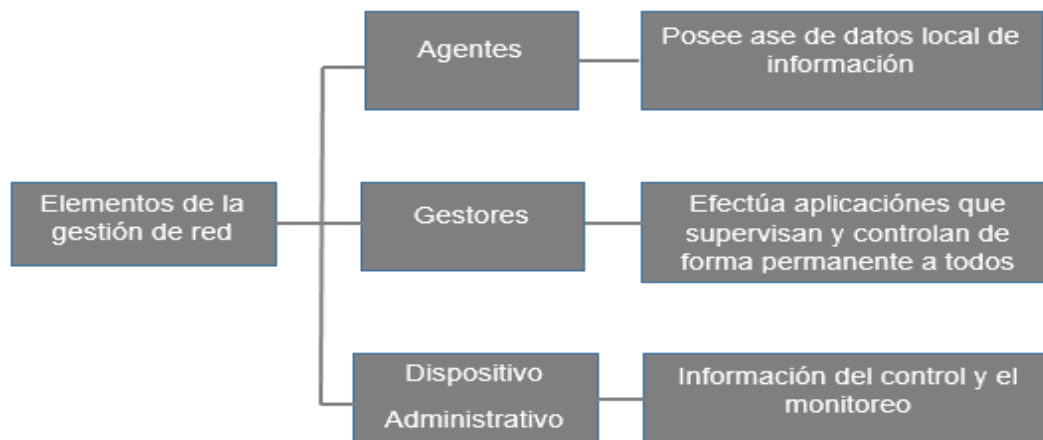 Agentes
Posee ase de datos local de
información
Elementos de la
gestión de red
Gestores
Efectúa aplicaciónes que
supervisan y controlan de
forma permanente a todos
Dispositivo
Administrativo
Información del control y el
monitoreo